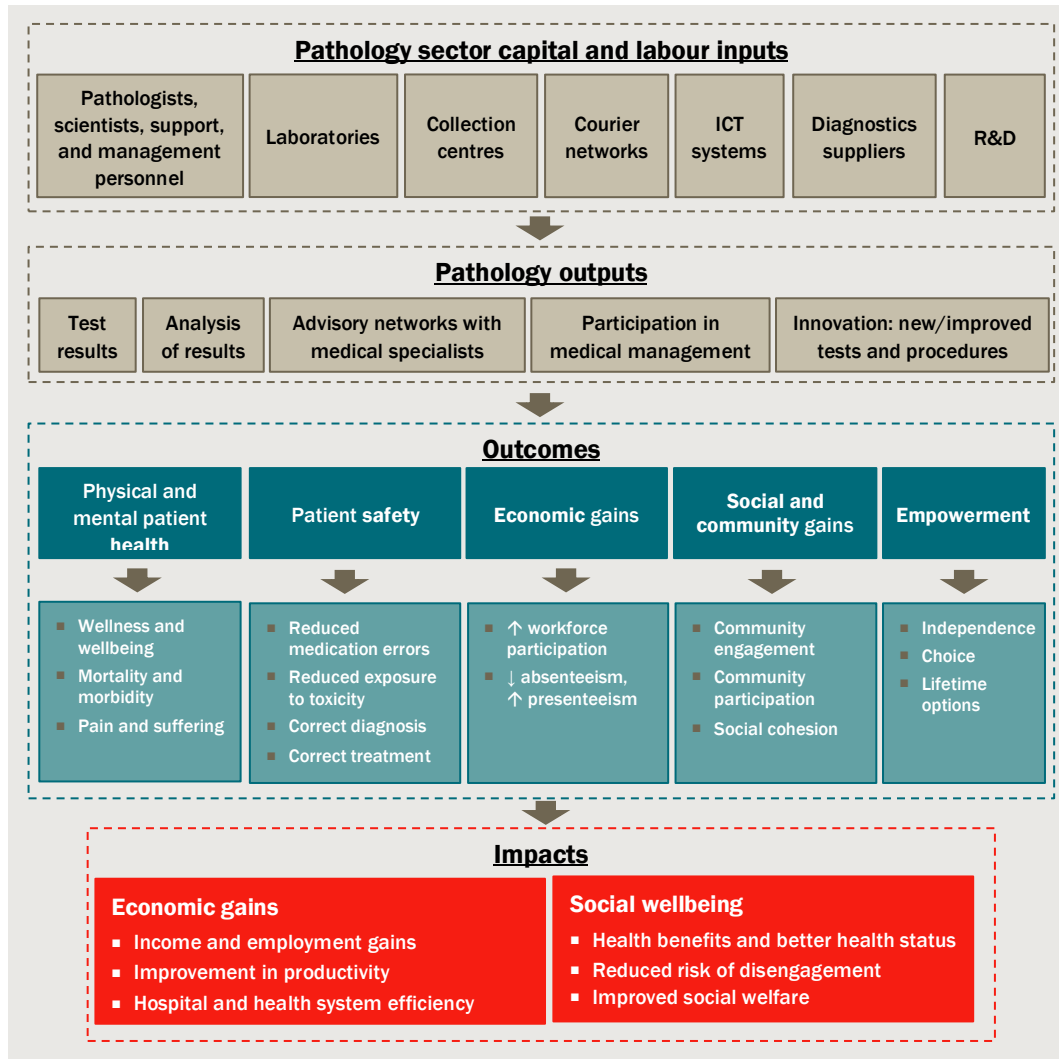 Pathology sector capital and labour inputs
Pathologists,
scientists, support,
and management
personnel
Laboratories
Collection
centres
Courier
networks
ICT
systems
Diagnostics
suppliers
R&D
Pathology outputs
Test
results
Analysis
of results
Advisory networks with
medical specialists
Participation in
medical management
Innovation: new/improved
tests and procedures
Outcomes
Physical and
mental patient
health
Patient safety
Economic gains
Social and
community gains
Empowerment
■ Wellness and
wellbeing
■ Mortality and
morbidity
■ Pain and suffering
■ Reduced
medication errors
■ Reduced exposure
to toxicity
■ Correct diagnosis
■ Correct treatment
■ ↑ workforce
participation
■ ↓ absenteeism,
↑ presenteeism
■ Community
engagement
■ Community
participation
■ Social cohesion
■ Independence
■ Choice
■ Lifetime
options
Impacts
Economic gains
■ Income and employment gains
■ Improvement in productivity
■ Hospital and health system efficiency
Social wellbeing
■ Health benefits and better health status
■ Reduced risk of disengagement
■ Improved social welfare